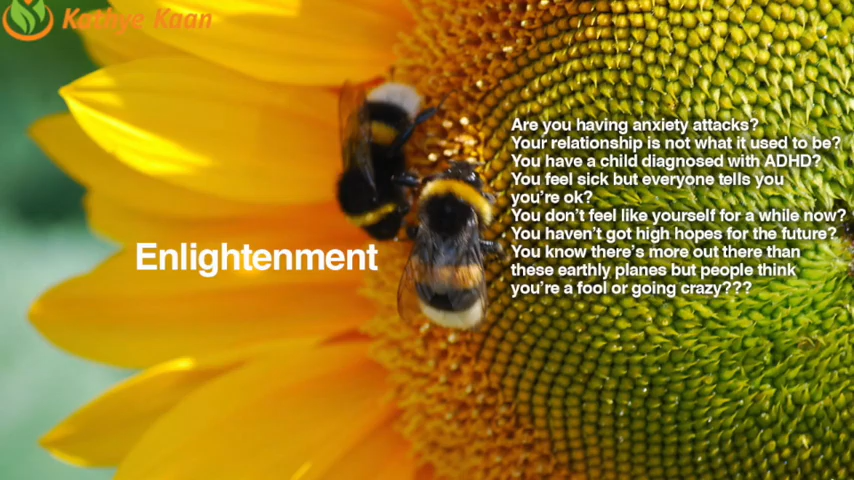 Kathye Kaan
Enlightenment
Are you having anxiety attacks?
Your relationship is not what it used to be?
You have a child diagnosed with ADHD?
You feel sick but everyone tells you
you're ok?
You don't feel like yourself for a while now?
You haven't got high hopes for the future?
You know there's more out there than
these earthly planes but people think
you're a fool or going crazy???